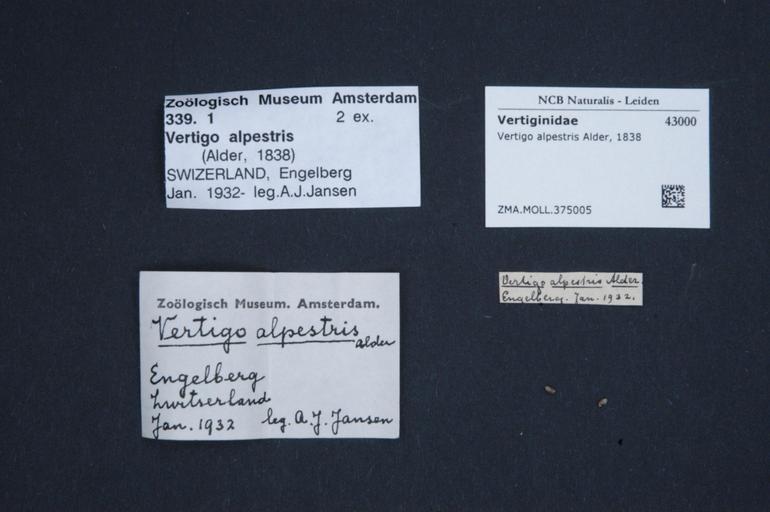 Zoölogisch Museum Amsterdam
339. 1 2 ex.
Vertigo alpestris
(Alder, 1838)
SWIZERLAND, Engelberg
Jan. 1932- leg.A.J.Jansen
NCB Naturalis - Leiden
Vertiginidae 43000
Vertigo alpestris Alder, 1838
ZMA.MOLL.375005
Zoölogisch Museum. Amsterdam.
Vertigo alpestris
alder
Engelberg
Zwitserland
Jan. 1932 leg. A. J. Jansen
Vertigo alpestris Alder.
Engelberg. Jan. 1932.